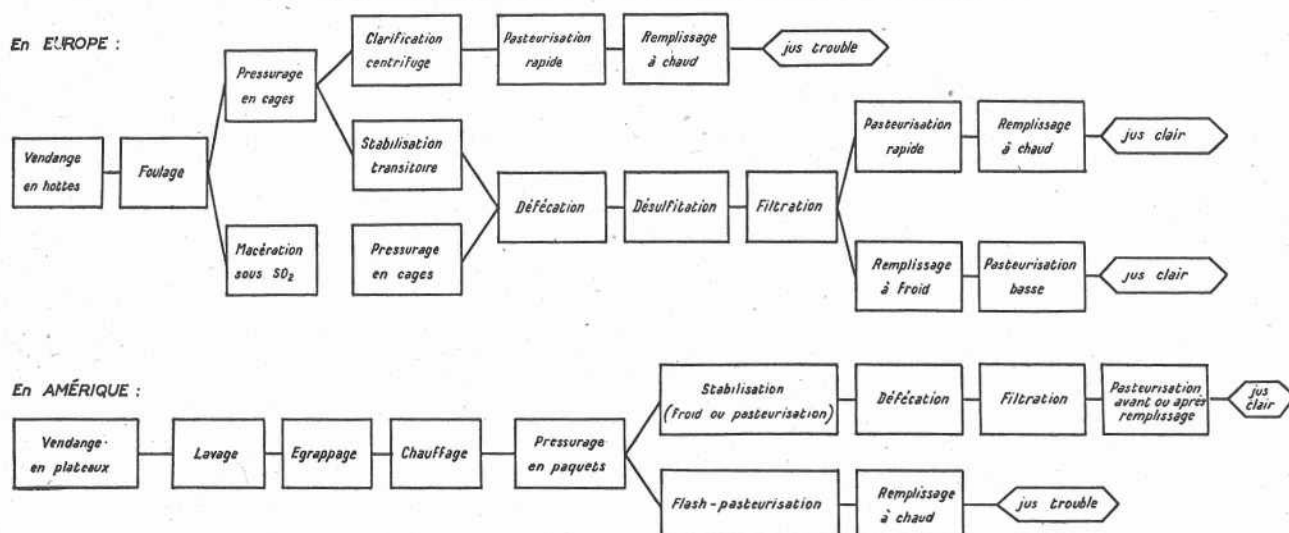 En EUROPE :
Vendange
en hottes
Foulage
Pressurage
en cages
Clarification
centrifuge
Pasteurisation
rapide
Remplissage
à chaud
jus trouble
Stabilisation
transitoire
Macération
sous SO₂
Pressurage
en cages
Défécation
Désulfitation
Filtration
Pasteurisation
rapide
Remplissage
à chaud
jus clair
Remplissage
à froid
Pasteurisation
basse
jus clair
En AMÉRIQUE :
Vendange
en plateaux
Lavage
Egrappage
Chauffage
Pressurage
en paquets
Stabilisation
(froid ou pasteurisation)
Défécation
Filtration
Pasteurisation
avant ou après
remplissage
jus
clair
Flash-pasteurisation
Remplissage
à chaud
jus trouble